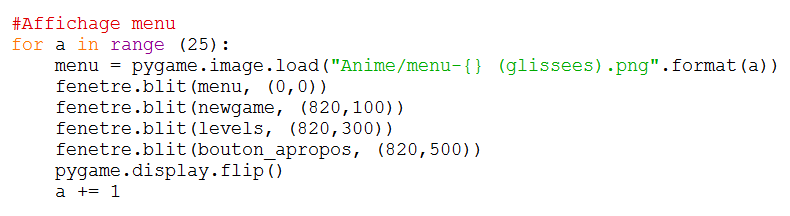 #Affichage menu
for a in range (25):
    menu = pygame.image.load("Anime/menu-{} (glissees).png".format(a))
    fenetre.blit(menu, (0,0))
    fenetre.blit(newgame, (820,100))
    fenetre.blit(levels, (820,300))
    fenetre.blit(bouton_apropos, (820,500))
    pygame.display.flip()
    a += 1